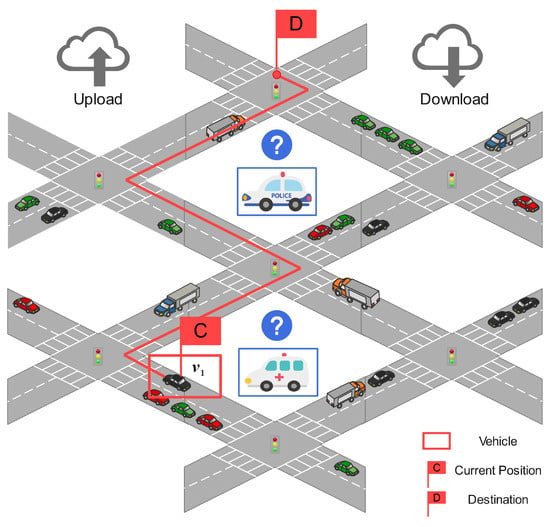 D
Upload
Download
?
POLICE
C
?
v1
Vehicle
C
Current Position
D
Destination